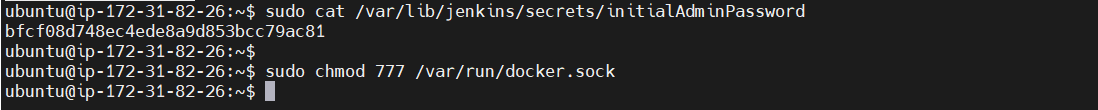 ubuntu@ip-172-31-82-26:~$ sudo cat /var/lib/jenkins/secrets/initialAdminPassword
bfcf08d748ec4ede8a9d853bcc79ac81
ubuntu@ip-172-31-82-26:~$
ubuntu@ip-172-31-82-26:~$ sudo chmod 777 /var/run/docker.sock
ubuntu@ip-172-31-82-26:~$